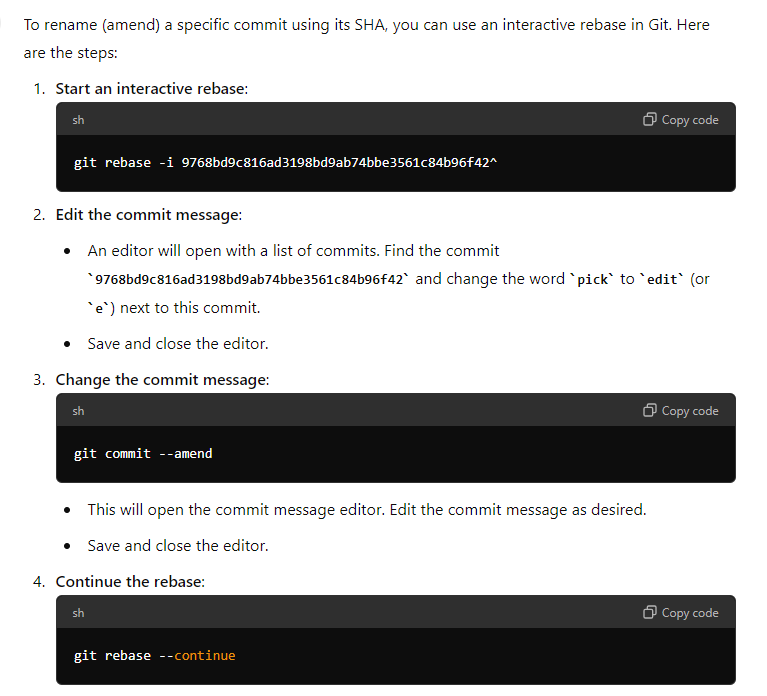 To rename (amend) a specific commit using its SHA, you can use an interactive rebase in Git. Here
are the steps:
1. Start an interactive rebase:
sh Copy code
git rebase -i 9768bd9c816ad3198bd9ab74bbe3561c84b96f42^
2. Edit the commit message:
• An editor will open with a list of commits. Find the commit
`9768bd9c816ad3198bd9ab74bbe3561c84b96f42` and change the word `pick` to `edit` (or
`e`) next to this commit.
• Save and close the editor.
3. Change the commit message:
sh Copy code
git commit --amend
• This will open the commit message editor. Edit the commit message as desired.
• Save and close the editor.
4. Continue the rebase:
sh Copy code
git rebase --continue